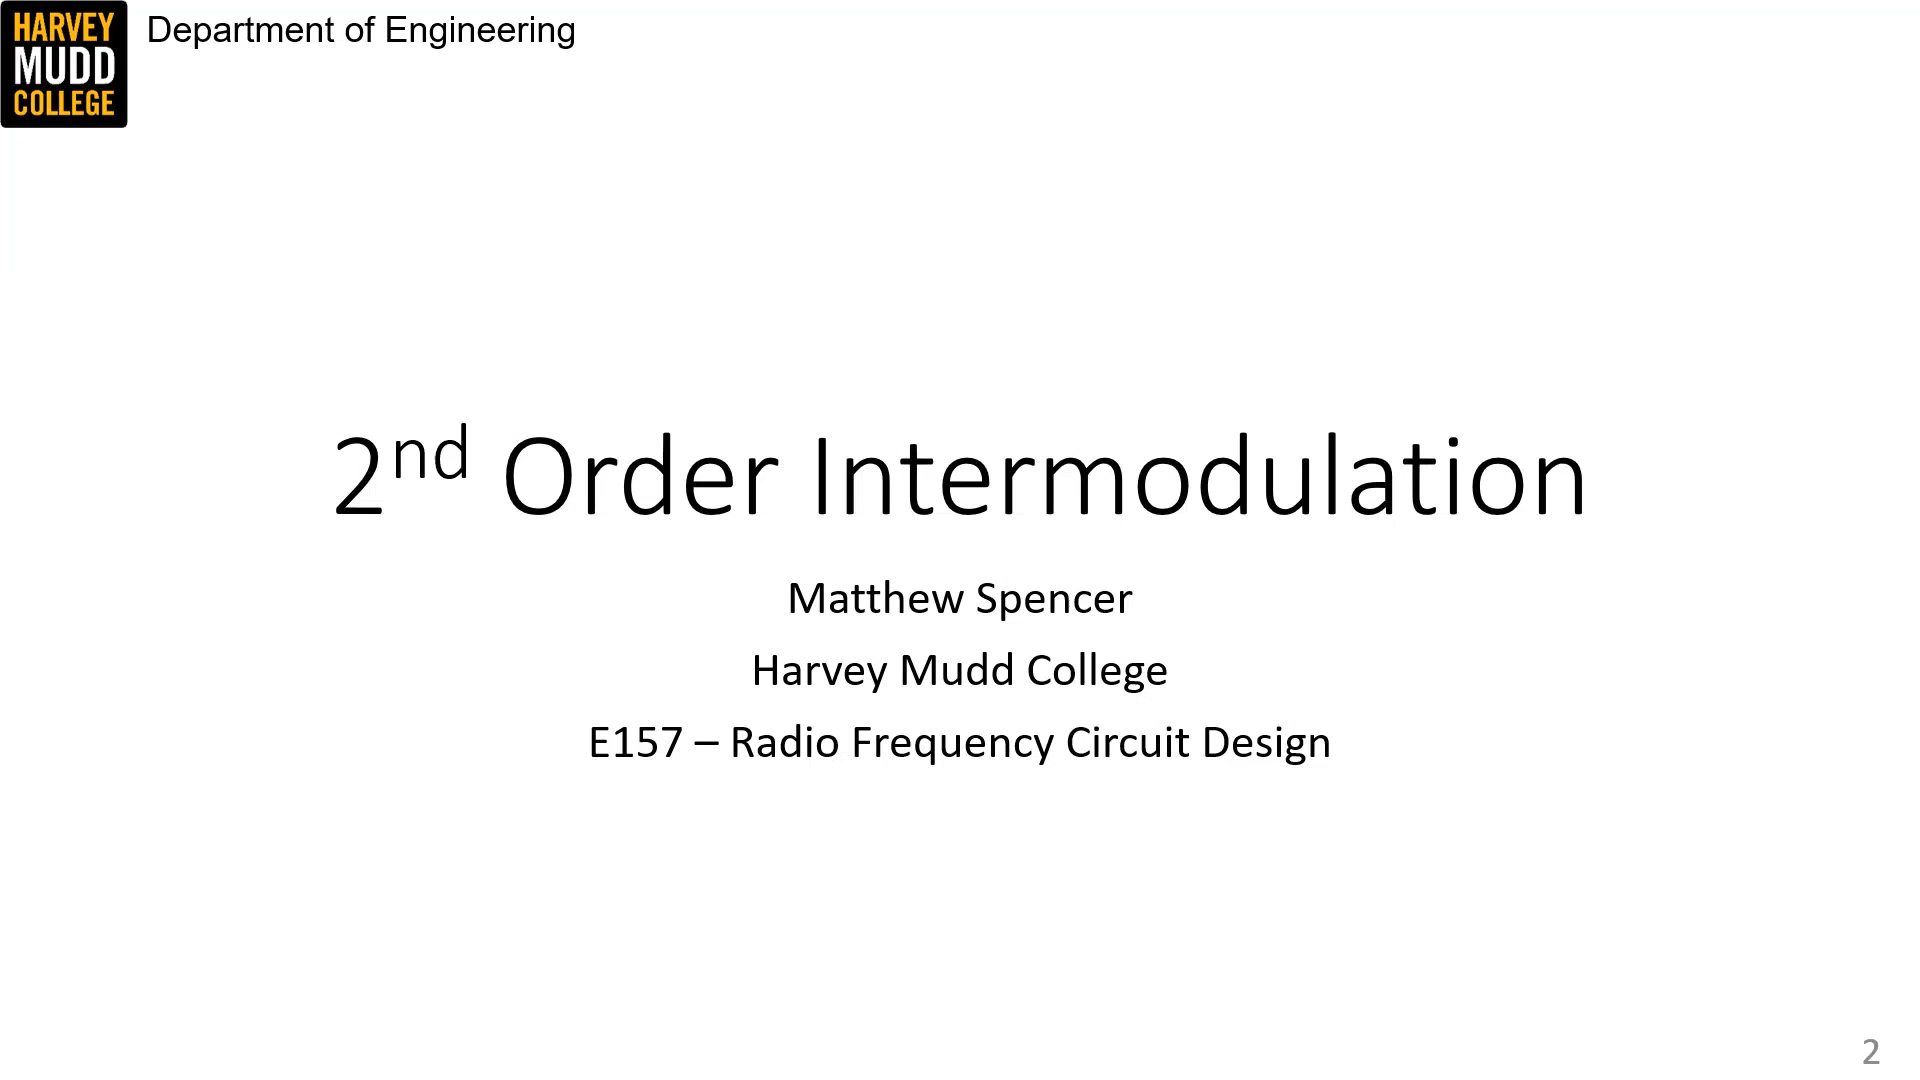 HARVEY
MUDD
COLLEGE
Department of Engineering
2nd Order Intermodulation
Matthew Spencer
Harvey Mudd College
E157 – Radio Frequency Circuit Design
2